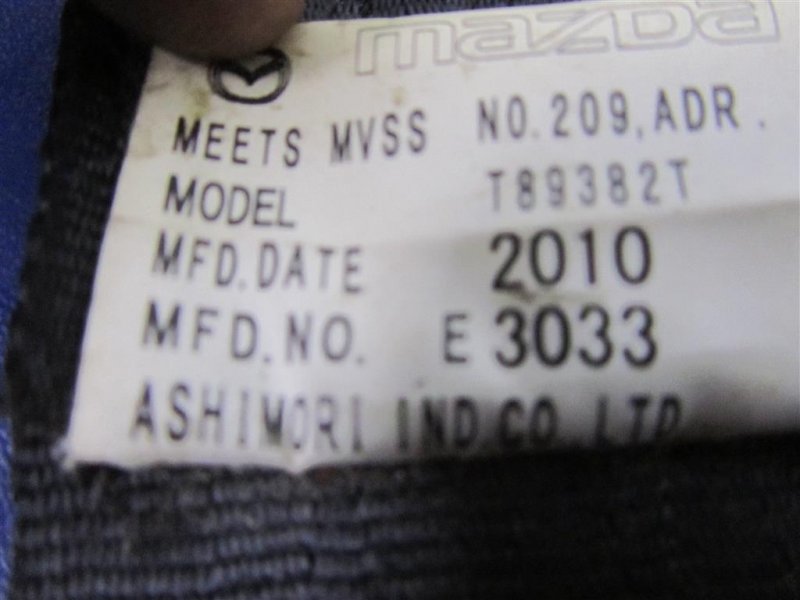 mazda
MEETS MVSS NO.209, ADR.
MODEL T89382T
MFD.DATE 2010
MFD.NO. E 3033
ASHIMORI IND CO.,LTD